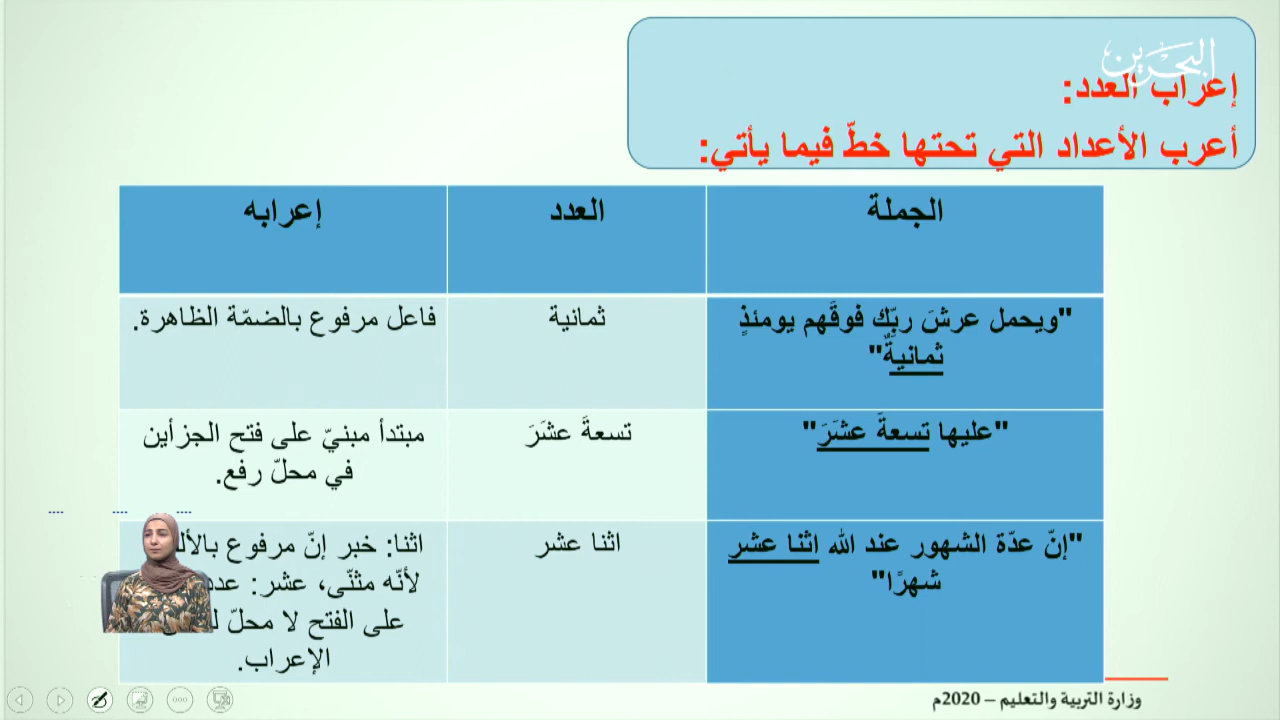 البحرين
إعراب العدد:
أعرب الأعداد التي تحتها خطّ فيما يأتي:
الجملة
العدد
إعرابه
"ويحمل عرشَ ربّك فوقَهم يومئذٍ
ثمانيةٌ"
ثمانية
فاعل مرفوع بالضمّة الظاهرة.
"عليها تسعةَ عشَرَ"
تسعةَ عشَرَ
مبتدأ مبنيّ على فتح الجزأين
في محلّ رفع.
"إنّ عدّة الشهور عند الله اثنا عشر
شهرًا"
اثنا عشر
اثنا: خبر إنّ مرفوع
لأنّه مثنّى، عشر:
على الفتح لا محلّ
الإعراب.
وزارة التربية والتعليم – 2020م